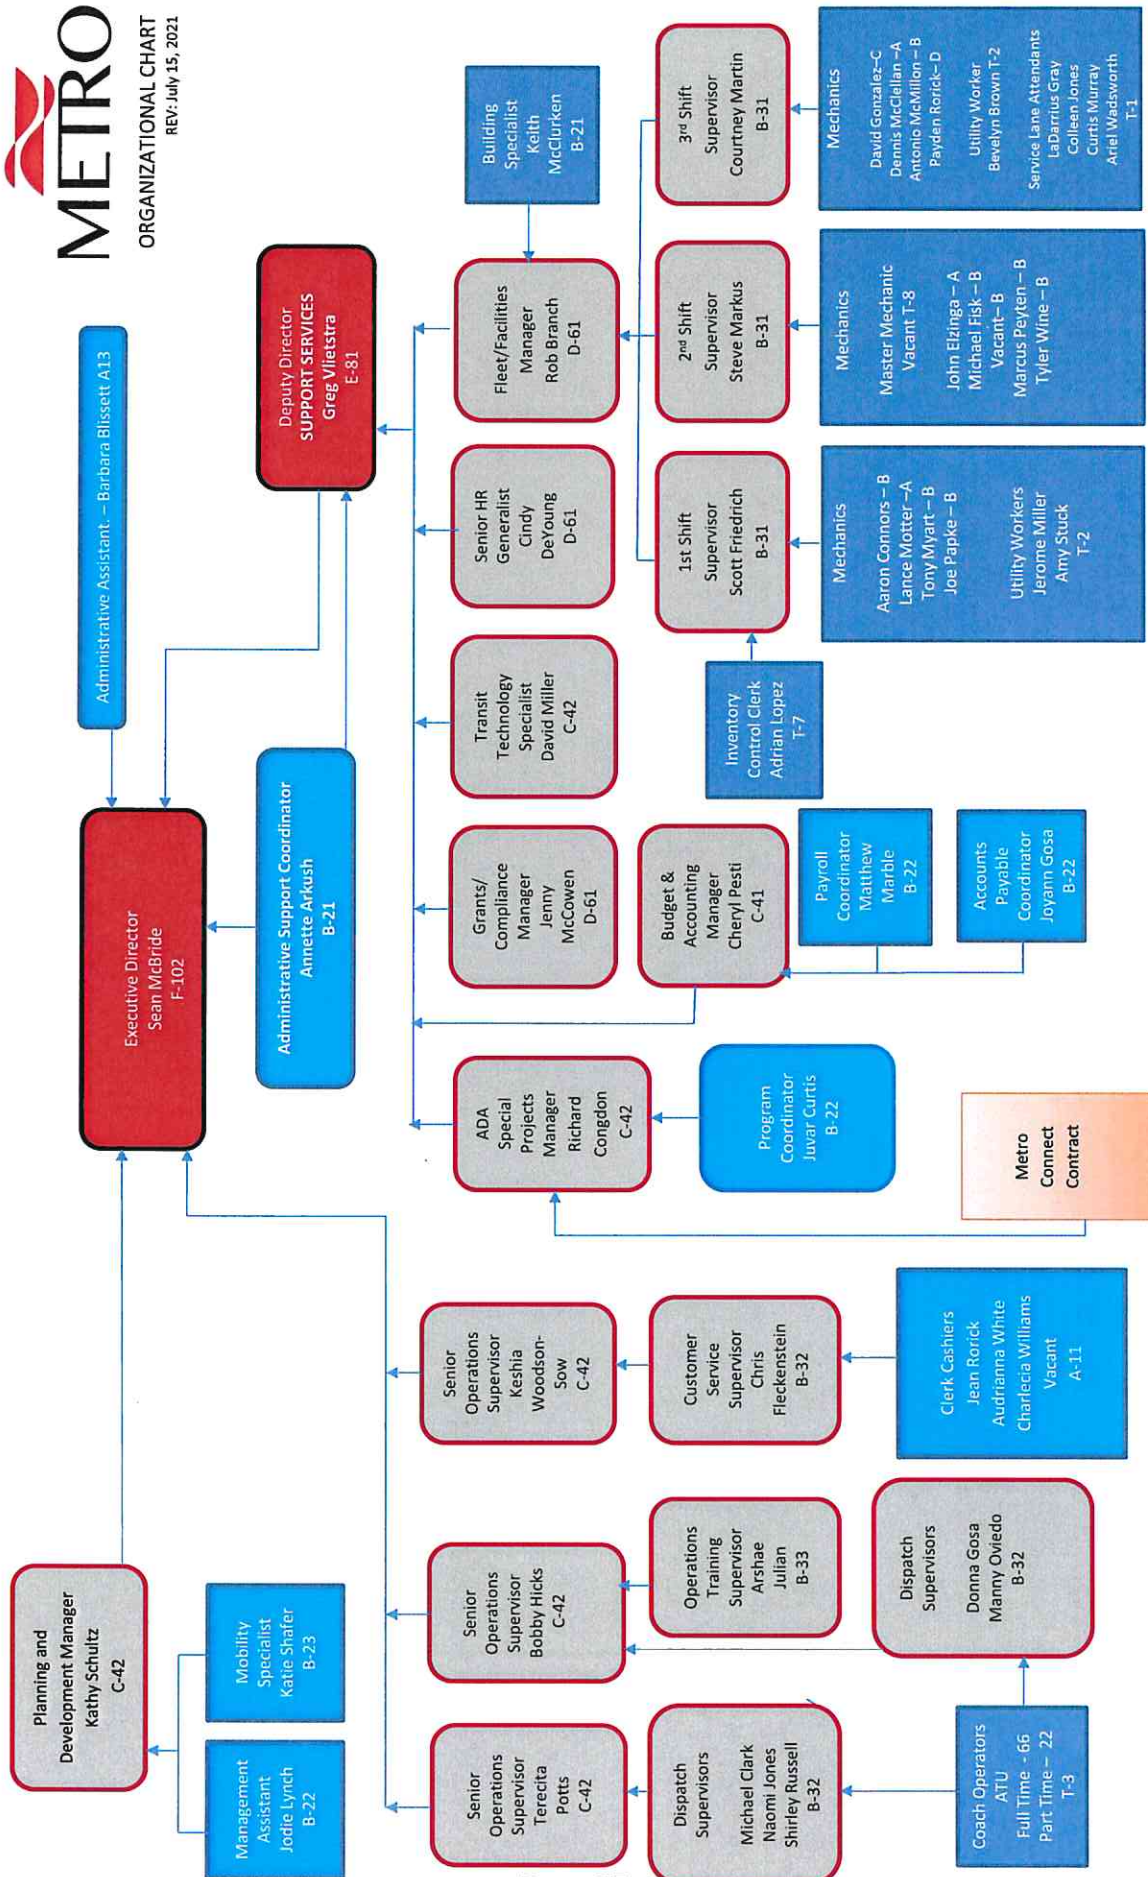 METRO
ORGANIZATIONAL CHART
REV: July 15, 2021
Administrative Assistant. – Barbara Blissett A13
Executive Director
Sean McBride
F-102
Administrative Support Coordinator
Annette Arkush
B-21
Deputy Director
SUPPORT SERVICES
Greg Vlietstra
E-81
Planning and
Development Manager
Kathy Schultz
C-42
Management
Assistant
Jodie Lynch
B-22
Mobility
Specialist
Katie Shafer
B-23
Senior
Operations
Supervisor
Terecita
Potts
C-42
Senior
Operations
Supervisor
Bobby Hicks
C-42
Senior
Operations
Supervisor
Keshia
Woodson-
Sow
C-42
ADA
Special
Projects
Manager
Richard
Congdon
C-42
Grants/
Compliance
Manager
Jenny
McCowen
D-61
Transit
Technology
Specialist
David Miller
C-42
Senior HR
Generalist
Cindy
DeYoung
D-61
Fleet/Facilities
Manager
Rob Branch
D-61
Building
Specialist
Keith
McClurken
B-21
Dispatch
Supervisors
Michael Clark
Naomi Jones
Shirley Russell
B-32
Operations
Training
Supervisor
Arshae
Julian
B-33
Customer
Service
Supervisor
Chris
Fleckenstein
B-32
Program
Coordinator
Juvar Curtis
B-22
Budget &
Accounting
Manager
Cheryl Pesti
C-41
1st Shift
Supervisor
Scott Friedrich
B-31
2nd Shift
Supervisor
Steve Markus
B-31
3rd Shift
Supervisor
Courtney Martin
B-31
Inventory
Control Clerk
Adrian Lopez
T-7
Payroll
Coordinator
Matthew
Marble
B-22
Accounts
Payable
Coordinator
Joyann Gosa
B-22
Dispatch
Supervisors
Donna Gosa
Manny Oviedo
B-32
Coach Operators
ATU
Full Time - 66
Part Time – 22
T-3
Clerk Cashiers
Jean Rorick
Audrianna White
Charlecia Williams
Vacant
A-11
Metro
Connect
Contract
Mechanics
Aaron Connors – B
Lance Motter –A
Tony Myart – B
Joe Papke – B
Utility Workers
Jerome Miller
Amy Stuck
T-2
Mechanics
Master Mechanic
Vacant T-8
John Elzinga – A
Michael Fisk – B
Vacant– B
Marcus Peyten – B
Tyler Wine – B
Mechanics
David Gonzalez–C
Dennis McClellan –A
Antonio McMillon – B
Payden Rorick– D
Utility Worker
Bevelyn Brown T-2
Service Lane Attendants
LaDarrius Gray
Colleen Jones
Curtis Murray
Ariel Wadsworth
T-1